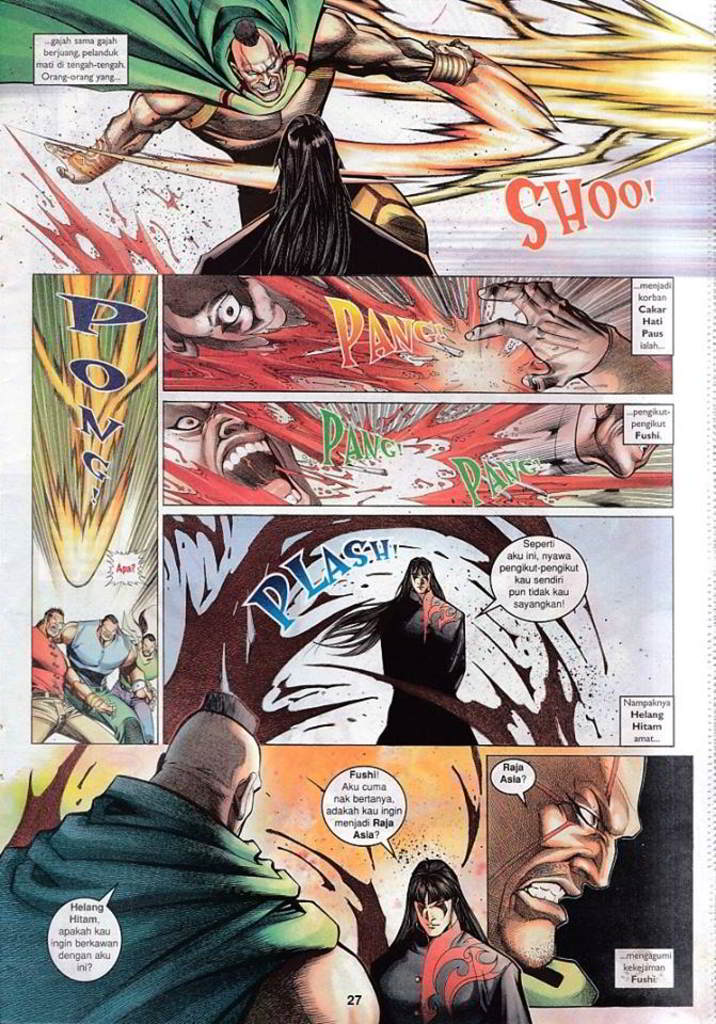 ...gajah sama gajah
berjuang, pelanduk
mati di tengah-tengah.
Orang-orang yang...
SHOO!
PONG!
PANG!
...menjadi
korban
Cakar
Hati
Paus
ialah...
PANG!
PANG!
...pengikut-
pengikut
Fushi.
Apa?
PLASH!
Seperti
aku ini, nyawa
pengikut-pengikut
kau sendiri
pun tidak kau
sayangkan!
Nampaknya
Helang
Hitam
amat...
Helang
Hitam,
apakah kau
ingin berkawan
dengan aku
ini?
Fushi!
Aku cuma
nak bertanya,
adakah kau ingin
menjadi Raja
Asia?
Raja
Asia?
...mengagumi
kekejaman
Fushi.
27